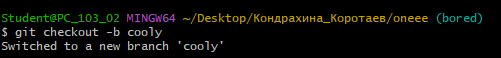 Student@PC_103_02 MINGW64 ~/Desktop/Кондрахина_Коротаев/oneee (bored)
$ git checkout -b cooly
Switched to a new branch 'cooly'